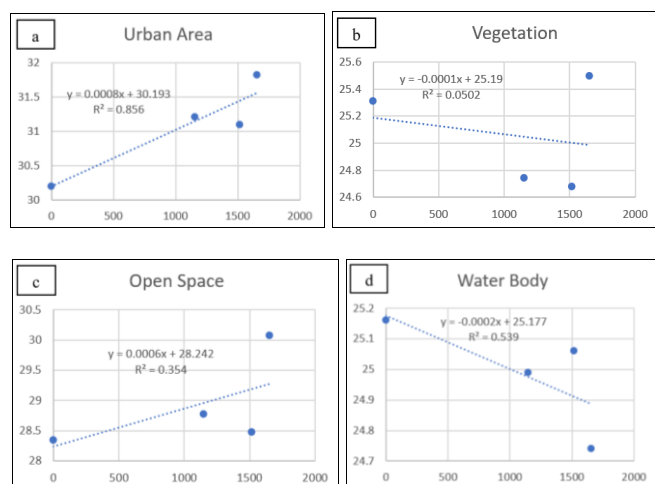 a
Urban Area
32
31.5
31
30.5
30
y = 0.0008x + 30.193
R² = 0.856
0 500 1000 1500 2000
b
Vegetation
25.6
25.4
25.2
25
24.8
24.6
y = -0.0001x + 25.19
R² = 0.0502
0 500 1000 1500 2000
c
Open Space
30.5
30
29.5
29
28.5
28
y = 0.0006x + 28.242
R² = 0.354
0 500 1000 1500 2000
d
Water Body
25.2
25.1
25
24.9
24.8
24.7
y = -0.0002x + 25.177
R² = 0.539
0 500 1000 1500 2000